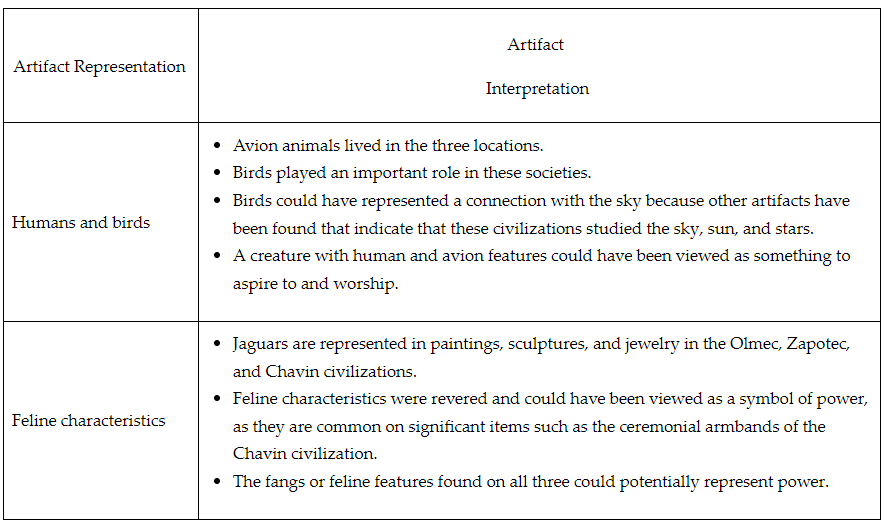 Artifact Representation
Artifact
Interpretation
Humans and birds
• Avion animals lived in the three locations.
• Birds played an important role in these societies.
• Birds could have represented a connection with the sky because other artifacts have
been found that indicate that these civilizations studied the sky, sun, and stars.
• A creature with human and avion features could have been viewed as something to
aspire to and worship.
Feline characteristics
• Jaguars are represented in paintings, sculptures, and jewelry in the Olmec, Zapotec,
and Chavin civilizations.
• Feline characteristics were revered and could have been viewed as a symbol of power,
as they are common on significant items such as the ceremonial armbands of the
Chavin civilization.
• The fangs or feline features found on all three could potentially represent power.